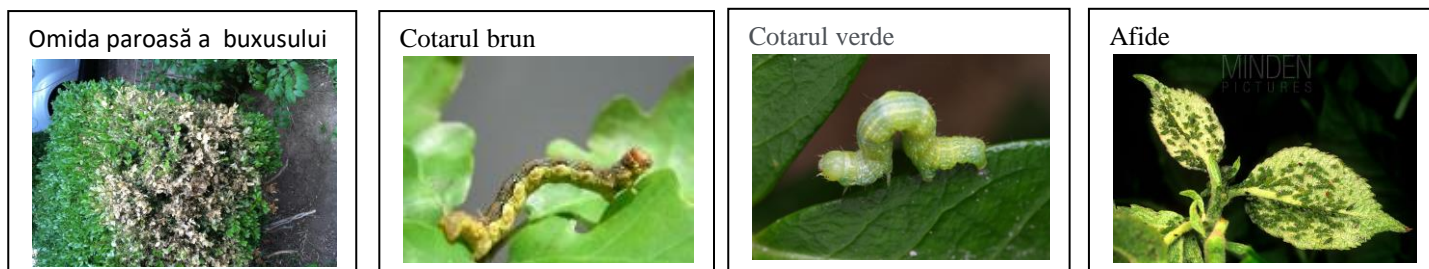 Omida paroasă a buxusului
Cotarul brun
Cotarul verde
Afide
MINDEN
PICTURES